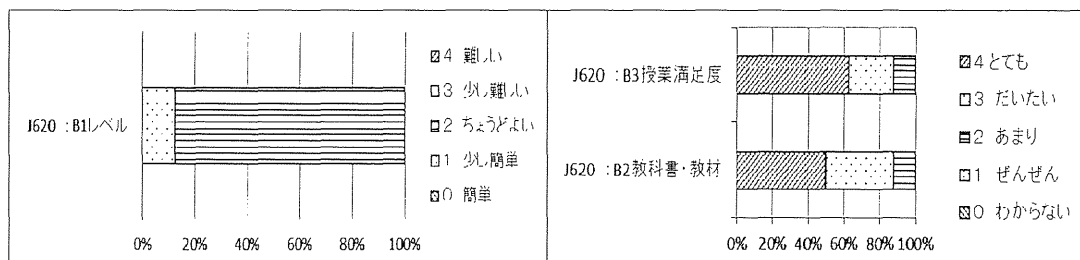 J620 :B1レベル
0% 20% 40% 60% 80% 100%
4 難しい
3 少し難しい
2 ちょうどよい
1 少し簡単
0 簡単
J620 :B3授業満足度
J620 :B2教科書・教材
0% 20% 40% 60% 80% 100%
4 とても
3 だいたい
2 あまり
1 ぜんぜん
0 わからない